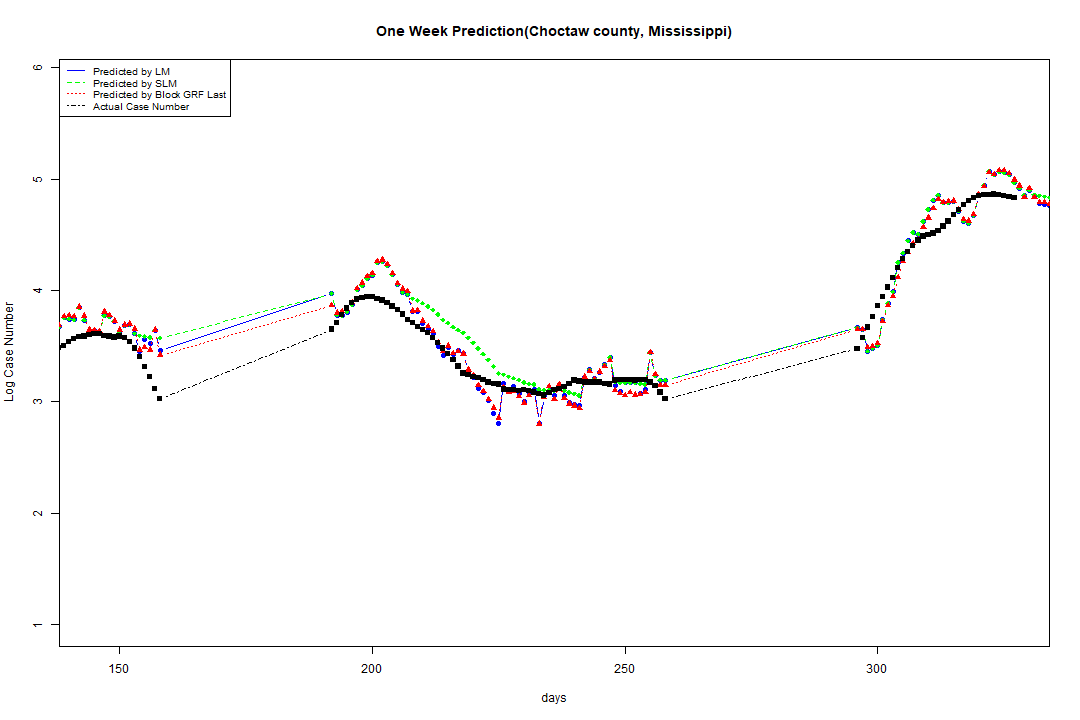 One Week Prediction(Choctaw county, Mississippi)
Predicted by LM
Predicted by SLM
Predicted by Block GRF Last
Actual Case Number
6
5
4
3
2
1
Log Case Number
150
200
250
300
days